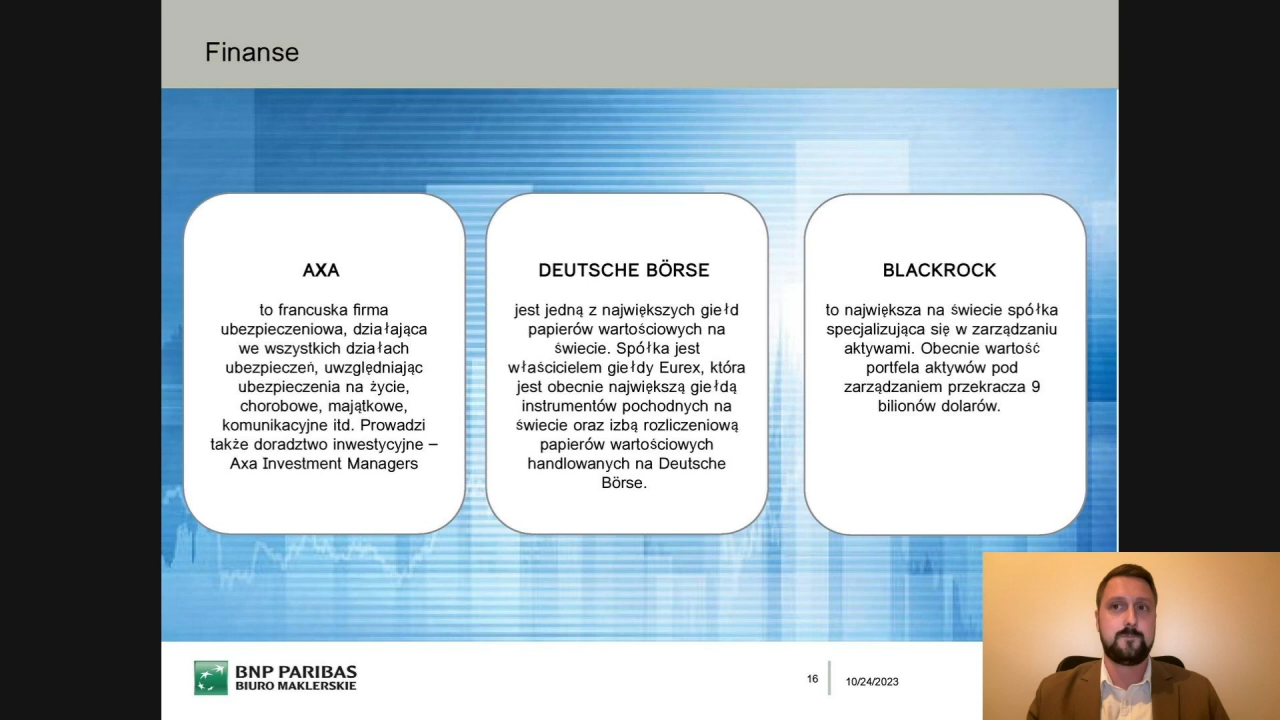 Finanse
AXA
to francuska firma
ubezpieczeniowa, działająca
we wszystkich działach
ubezpieczeń, uwzględniając
ubezpieczenia na życie,
chorobowe, majątkowe,
komunikacyjne itd. Prowadzi
także doradztwo inwestycyjne –
Axa Investment Managers
DEUTSCHE BÖRSE
jest jedną z największych giełd
papierów wartościowych na
świecie. Spółka jest
właścicielem giełdy Eurex, która
jest obecnie największą giełdą
instrumentów pochodnych na
świecie oraz izbą rozliczeniową
papierów wartościowych
handlowanych na Deutsche
Börse.
BLACKROCK
to największa na świecie spółka
specjalizująca się w zarządzaniu
aktywami. Obecnie wartość
portfela aktywów pod
zarządzaniem przekracza 9
bilionów dolarów.
BNP PARIBAS
BIURO MAKLERSKIE
16
10/24/2023